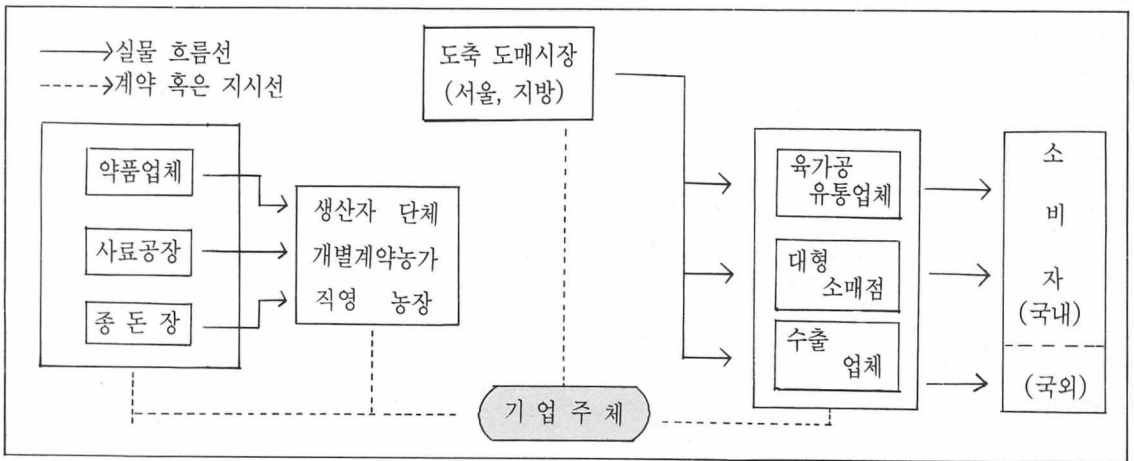 실물 흐름선
계약 혹은 지시선
도축 도매시장
(서울, 지방)
약품업체
사료공장
종 돈 장
생산자 단체
개별계약농가
직영 농장
육가공
유통업체
대형
소매점
수출
업체
소
비
자
(국내)
(국외)
기 업 주 체